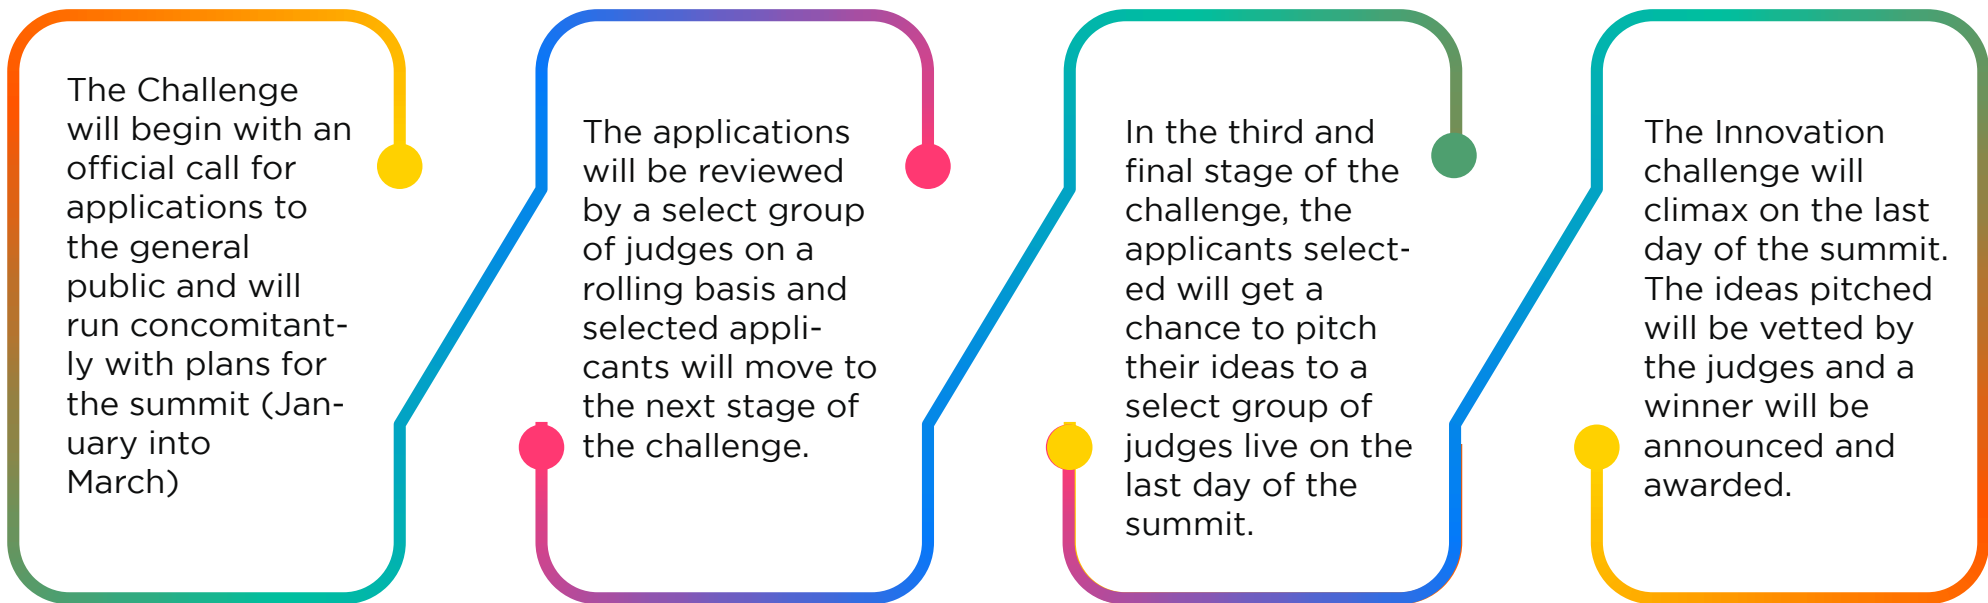 The Challenge
will begin with an
official call for
applications to
the general
public and will
run concomitant-
ly with plans for
the summit (Jan-
uary into
March)
The applications
will be reviewed
by a select group
of judges on a
rolling basis and
selected appli-
cants will move to
the next stage of
the challenge.
In the third and
final stage of the
challenge, the
applicants select-
ed will get a
chance to pitch
their ideas to a
select group of
judges live on the
last day of the
summit.
The Innovation
challenge will
climax on the last
day of the summit.
The ideas pitched
will be vetted by
the judges and a
winner will be
announced and
awarded.